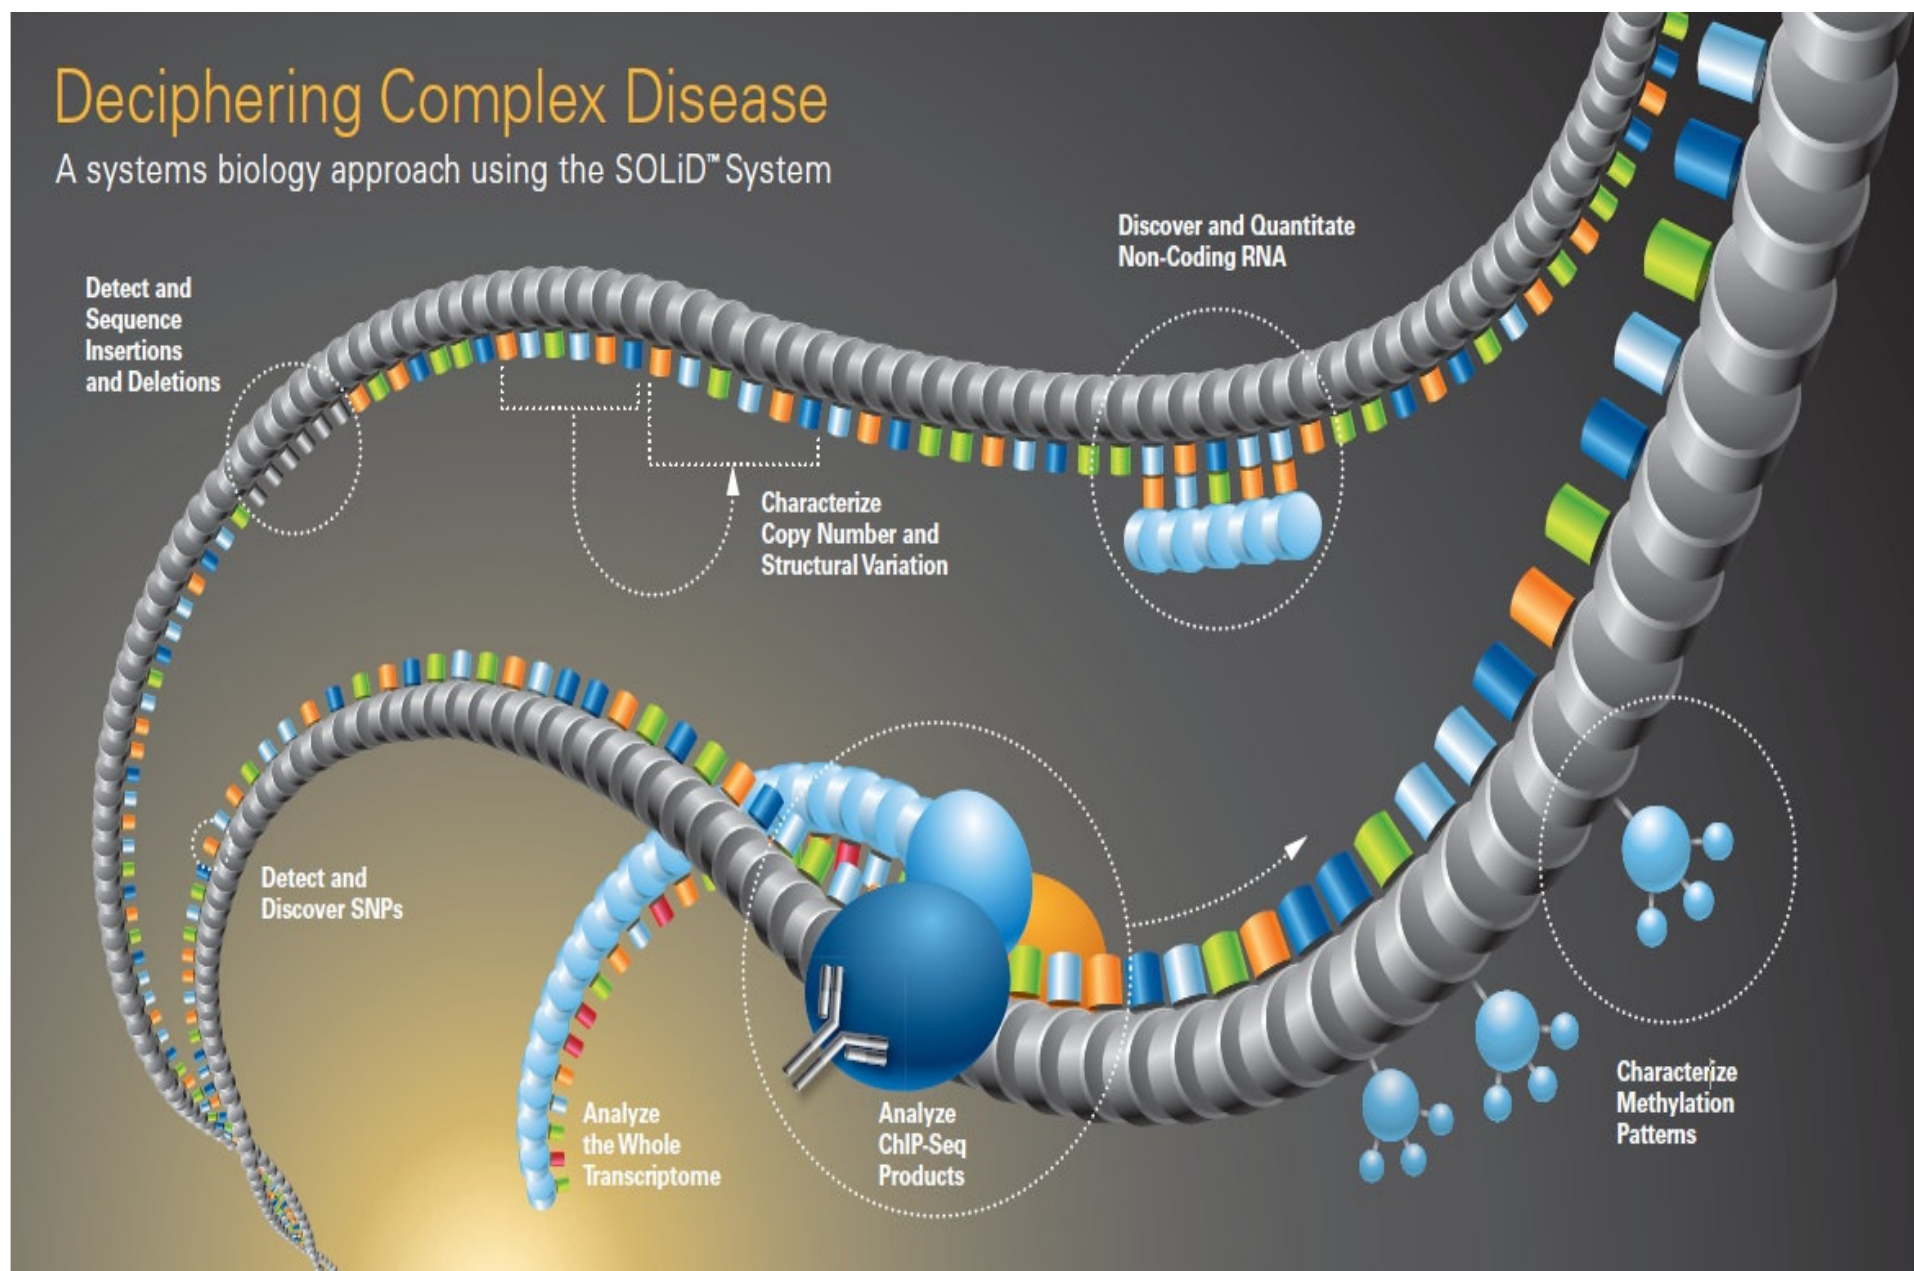 Deciphering Complex Disease
A systems biology approach using the SOLiD™ System
Discover and Quantitate
Non-Coding RNA
Detect and
Sequence
Insertions
and Deletions
Characterize
Copy Number and
Structural Variation
Detect and
Discover SNPs
Analyze
the Whole
Transcriptome
Analyze
ChIP-Seq
Products
Characterize
Methylation
Patterns